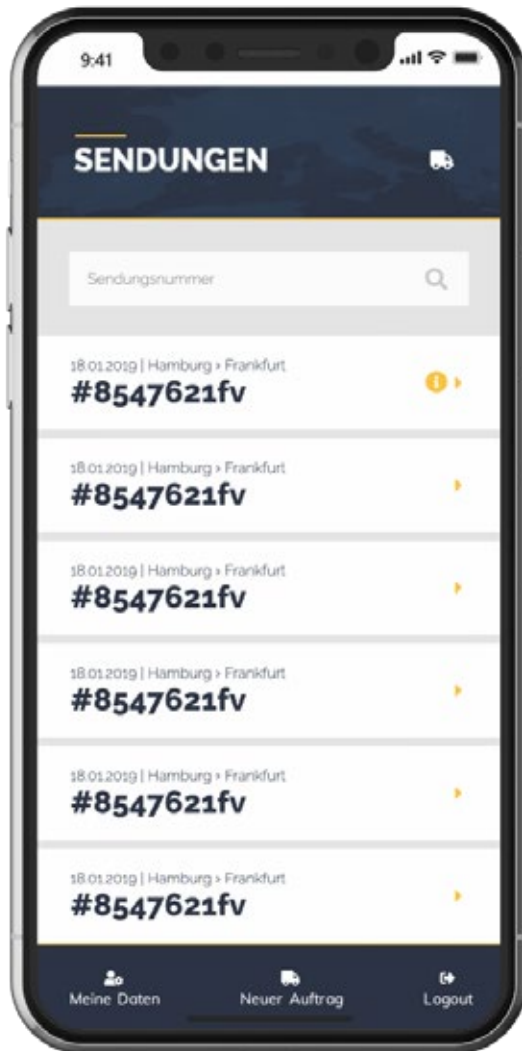 9:41
SENDUNGEN
Sendungsnummer
18.01.2019 | Hamburg › Frankfurt
#8547621fv
18.01.2019 | Hamburg › Frankfurt
#8547621fv
18.01.2019 | Hamburg › Frankfurt
#8547621fv
18.01.2019 | Hamburg › Frankfurt
#8547621fv
18.01.2019 | Hamburg › Frankfurt
#8547621fv
18.01.2019 | Hamburg › Frankfurt
#8547621fv
Meine Daten Neuer Auftrag Logout